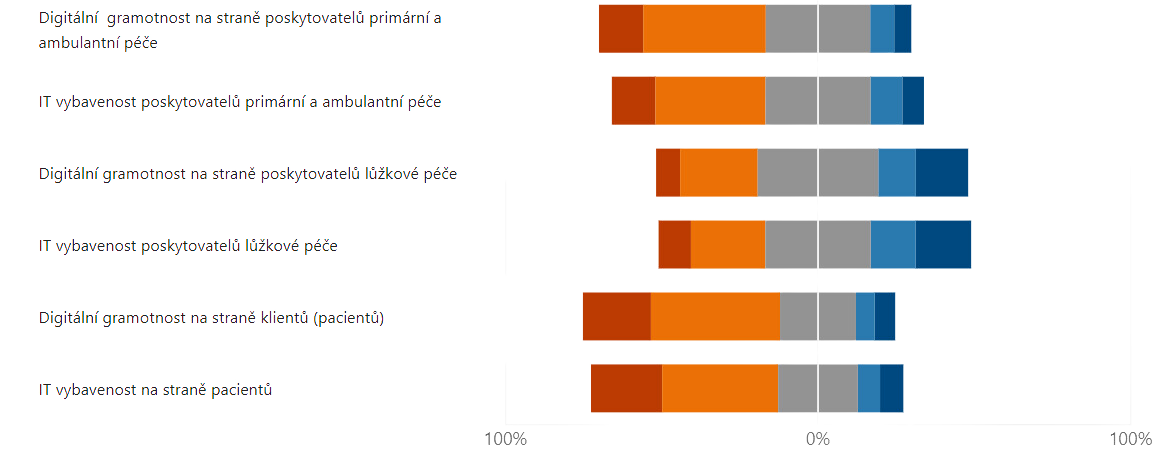 Digitální  gramotnost na straně poskytovatelů primární a
ambulantní péče
IT vybavenost poskytovatelů primární a ambulantní péče
Digitální gramotnost na straně poskytovatelů lůžkové péče
IT vybavenost poskytovatelů lůžkové péče
Digitální gramotnost na straně klientů (pacientů)
IT vybavenost na straně pacientů
100% 0% 100%